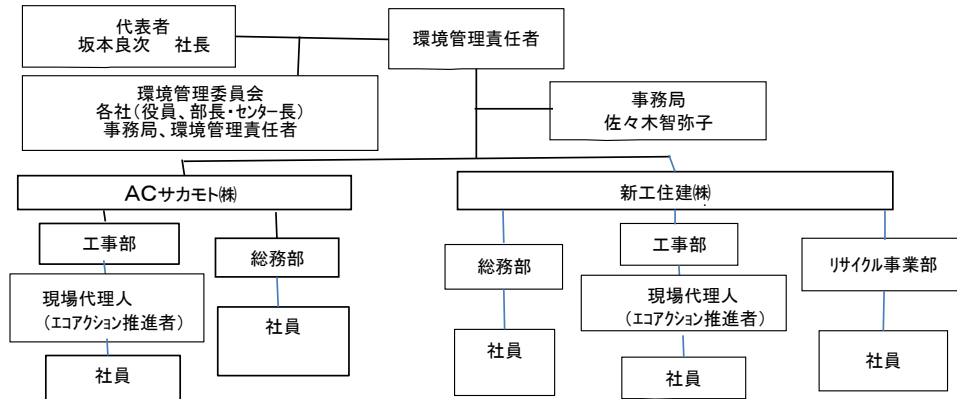 代表者
坂本良次 社長
環境管理責任者
環境管理委員会
各社(役員、部長・センター長)
事務局、環境管理責任者
事務局
佐々木智弥子
ACサカモト㈱
新工住建㈱
工事部
総務部
総務部
工事部
リサイクル事業部
現場代理人
(エコアクション推進者)
社員
現場代理人
(エコアクション推進者)
社員
社員
社員
社員